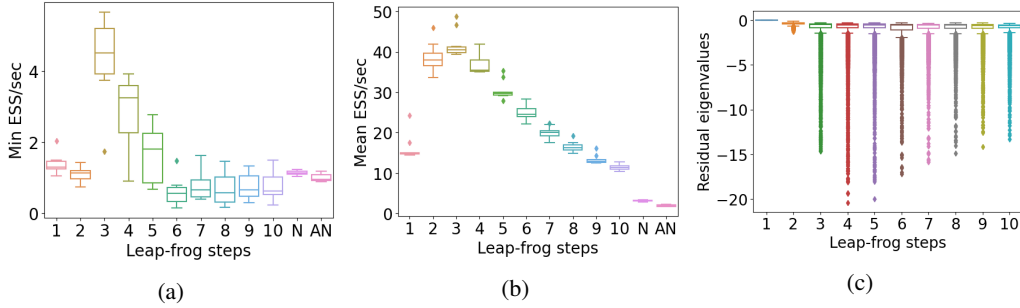 Min ESS/sec
4
2
0
1 2 3 4 5 6 7 8 9 10 N AN
Leap-frog steps
(a)
Mean ESS/sec
50
40
30
20
10
0
1 2 3 4 5 6 7 8 9 10 N AN
Leap-frog steps
(b)
Residual eigenvalues
0
−5
−10
−15
−20
1 2 3 4 5 6 7 8 9 10
Leap-frog steps
(c)